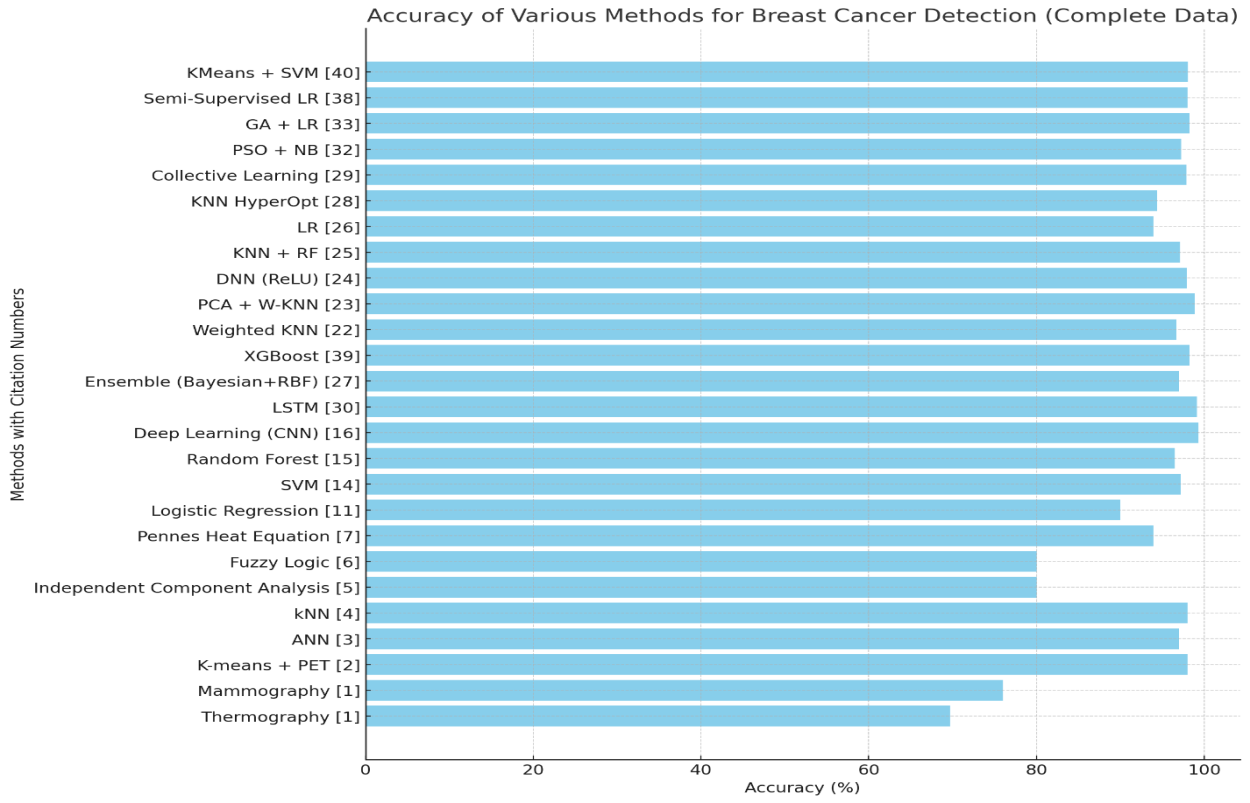 Accuracy of Various Methods for Breast Cancer Detection (Complete Data)
Methods with Citation Numbers
KMeans + SVM [40]
Semi-Supervised LR [38]
GA + LR [33]
PSO + NB [32]
Collective Learning [29]
KNN HyperOpt [28]
LR [26]
KNN + RF [25]
DNN (ReLU) [24]
PCA + W-KNN [23]
Weighted KNN [22]
XGBoost [39]
Ensemble (Bayesian+RBF) [27]
LSTM [30]
Deep Learning (CNN) [16]
Random Forest [15]
SVM [14]
Logistic Regression [11]
Pennes Heat Equation [7]
Fuzzy Logic [6]
Independent Component Analysis [5]
kNN [4]
ANN [3]
K-means + PET [2]
Mammography [1]
Thermography [1]
0 20 40 60 80 100
Accuracy (%)